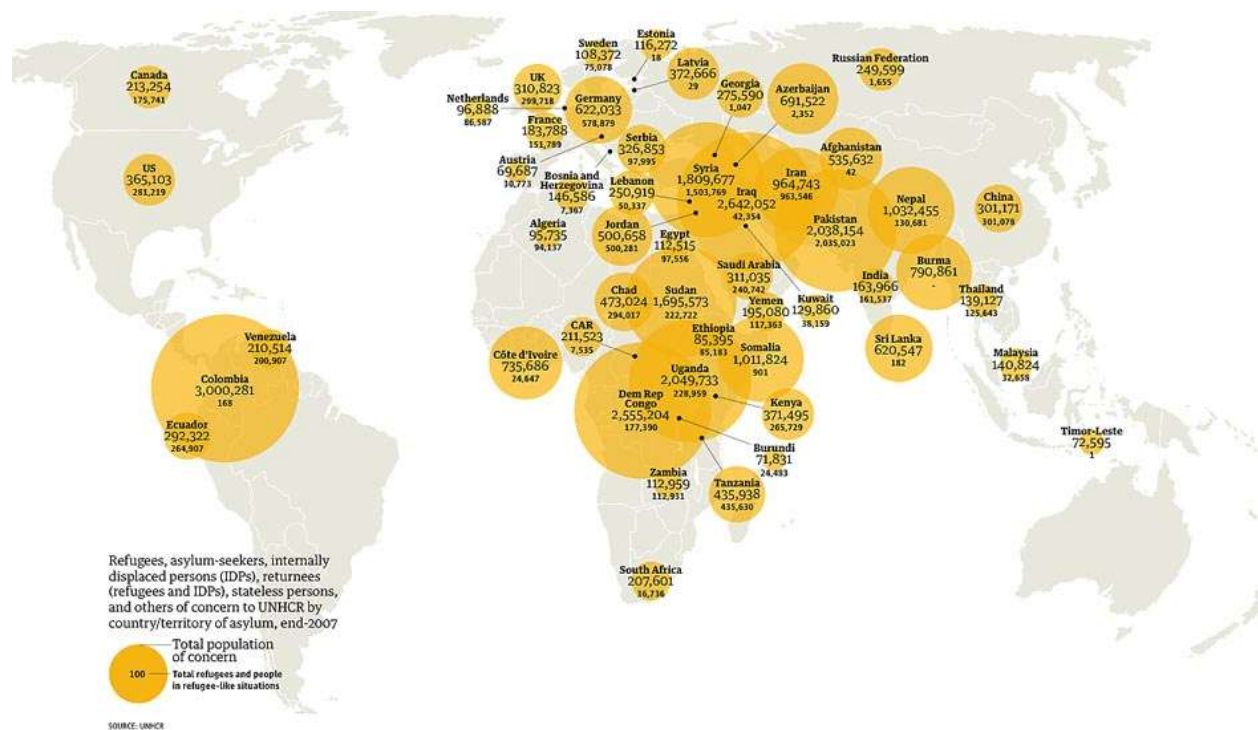 Canada
213,254
175,741
US
365,103
281,219
Venezuela
210,514
200,907
Colombia
3,000,281
168
Ecuador
292,322
264,907
Estonia
116,272
18
Sweden
108,372
75,078
Latvia
372,666
29
Russian Federation
249,599
1,655
UK
310,823
299,718
Germany
622,033
578,879
Georgia
275,590
1,047
Azerbaijan
691,522
2,352
Netherlands
96,888
86,587
France
183,788
151,789
Serbia
326,853
97,995
Afghanistan
535,632
42
Austria
69,687
30,773
Bosnia and
Herzegovina
146,586
7,367
Lebanon
250,919
50,337
Syria
1,809,677
1,503,769
Iraq
2,642,052
42,354
Iran
964,743
963,546
Pakistan
2,038,154
2,035,023
Nepal
1,032,455
130,681
China
301,171
301,078
Algeria
95,735
94,137
Jordan
500,658
500,281
Egypt
112,515
97,556
Saudi Arabia
311,035
240,742
Burma
790,861
-
India
163,966
161,537
Thailand
139,127
125,643
Chad
473,024
294,017
Sudan
1,695,573
222,722
Yemen
195,080
117,363
Kuwait
129,860
38,159
CAR
211,523
7,535
Ethiopia
85,395
85,183
Côte d'Ivoire
735,686
24,647
Somalia
1,011,824
901
Sri Lanka
620,547
182
Malaysia
140,824
32,658
Uganda
2,049,733
228,959
Dem Rep
Congo
2,555,204
177,390
Kenya
371,495
265,729
Burundi
71,831
24,483
Timor-Leste
72,595
1
Zambia
112,959
112,931
Tanzania
435,938
435,630
South Africa
207,601
36,736
Refugees, asylum-seekers, internally
displaced persons (IDPs), returnees
(refugees and IDPs), stateless persons,
and others of concern to UNHCR by
country/territory of asylum, end-2007
Total population
of concern
100
Total refugees and people
in refugee-like situations
SOURCE: UNHCR